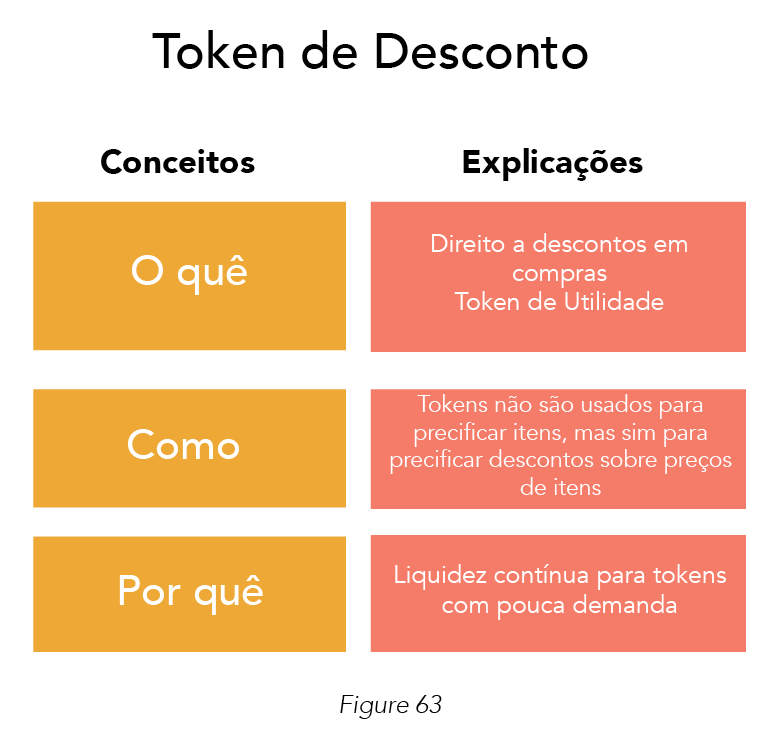 Token de Desconto
Conceitos
Explicações
O quê
Direito a descontos em
compras
Token de Utilidade
Como
Tokens não são usados para
precificar itens, mas sim para
precificar descontos sobre preços
de itens
Por quê
Liquidez contínua para tokens
com pouca demanda
Figure 63